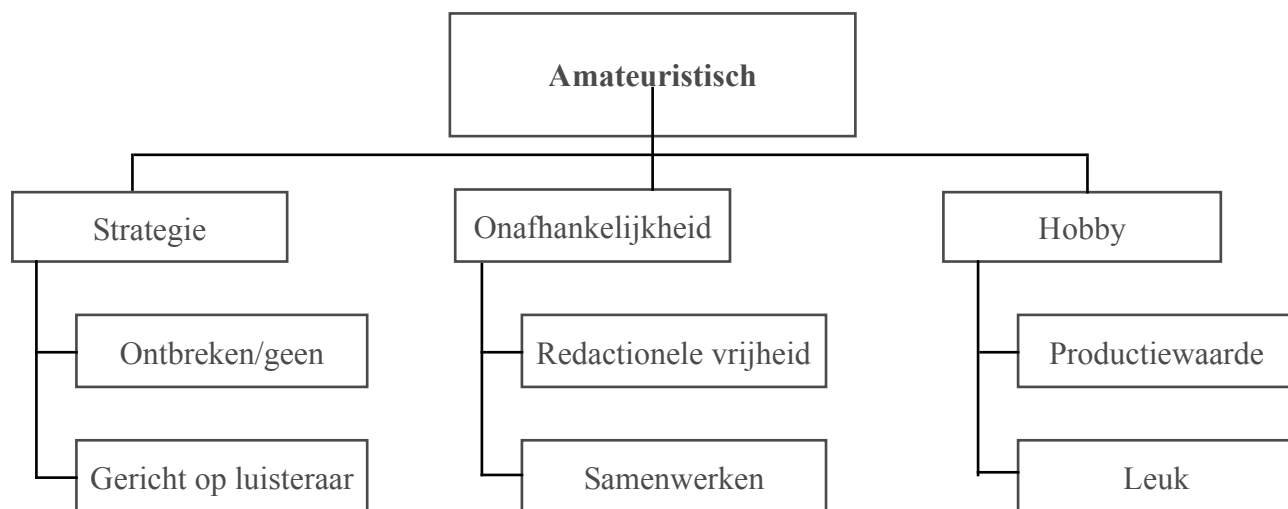 Amateuristisch
Strategie
Onafhankelijkheid
Hobby
Ontbreken/geen
Redactionele vrijheid
Productiewaarde
Gericht op luisteraar
Samenwerken
Leuk